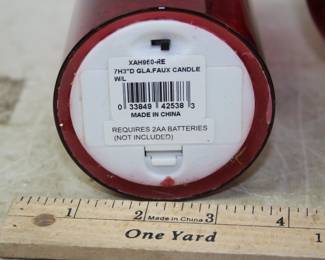 XAH960-RE
7H3"D GLA.FAUX CANDLE
W/L
0 33849 42538 3
MADE IN CHINA
REQUIRES 2AA BATTERIES
(NOT INCLUDED)
1 2 Made in China 3 4 1
One Yard